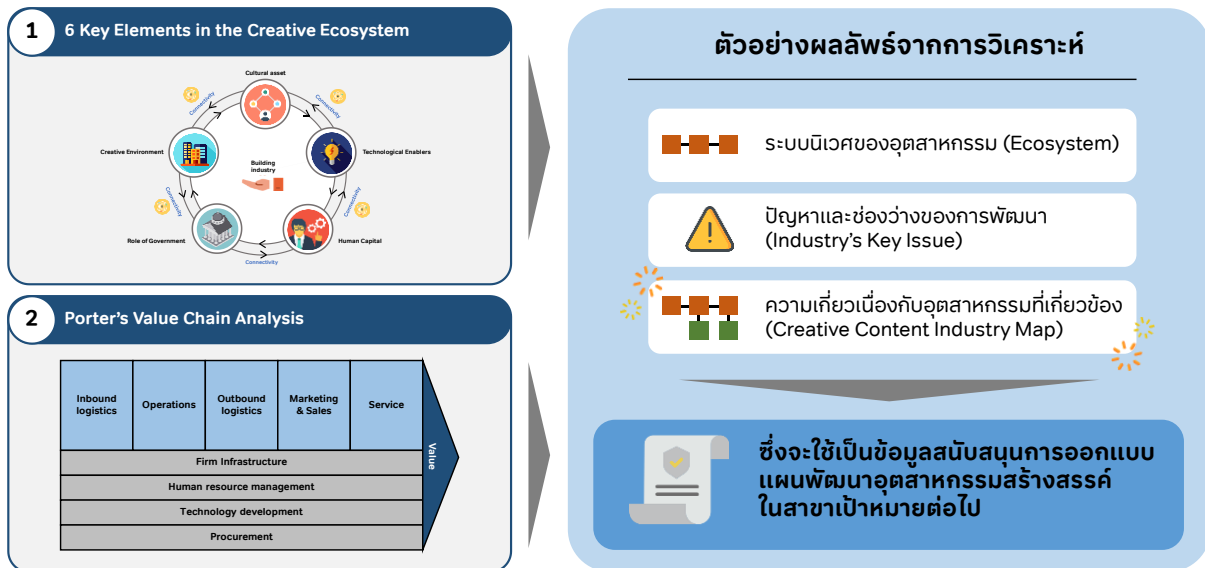 1
6 Key Elements in the Creative Ecosystem
Cultural asset
Connectivity
Connectivity
Creative Environment
Technological Enablers
Building
industry
Connectivity
Connectivity
Role of Government
Human Capital
Connectivity
2
Porter's Value Chain Analysis
Inbound
logistics
Operations
Outbound
logistics
Marketing
& Sales
Service
Value
Firm Infrastructure
Human resource management
Technology development
Procurement
ตัวอย่างผลลัพธ์จากการวิเคราะห์
ระบบนิเวศของอุตสาหกรรม (Ecosystem)
ปัญหาและช่องว่างของการพัฒนา
(Industry's Key Issue)
ความเกี่ยวเนื่องกับอุตสาหกรรมที่เกี่ยวข้อง
(Creative Content Industry Map)
ซึ่งจะใช้เป็นข้อมูลสนับสนุนการออกแบบ
แผนพัฒนาอุตสาหกรรมสร้างสรรค์
ในสาขาเป้าหมายต่อไป